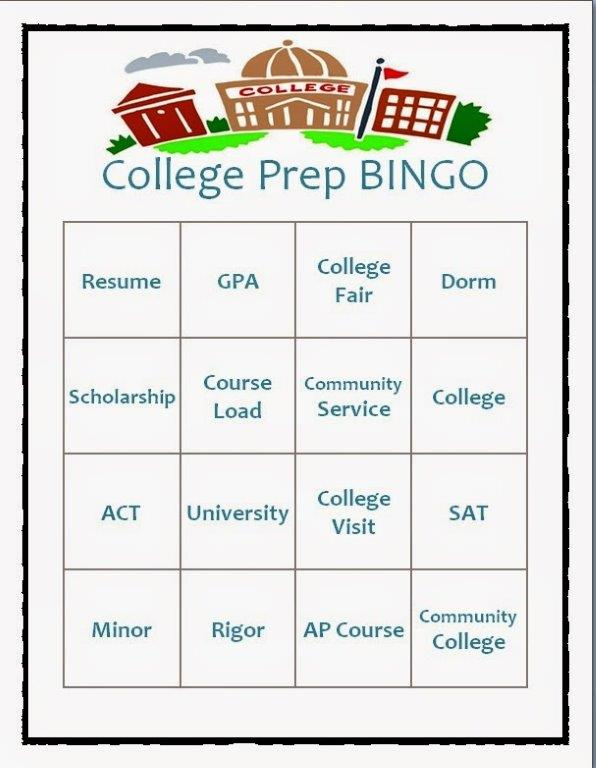 COLLEGE
College Prep BINGO
Resume
GPA
College
Fair
Dorm
Scholarship
Course
Load
Community
Service
College
ACT
University
College
Visit
SAT
Minor
Rigor
AP Course
Community
College